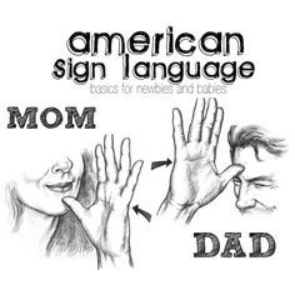 american
sign language
basics for newbies and babies
MOM
DAD